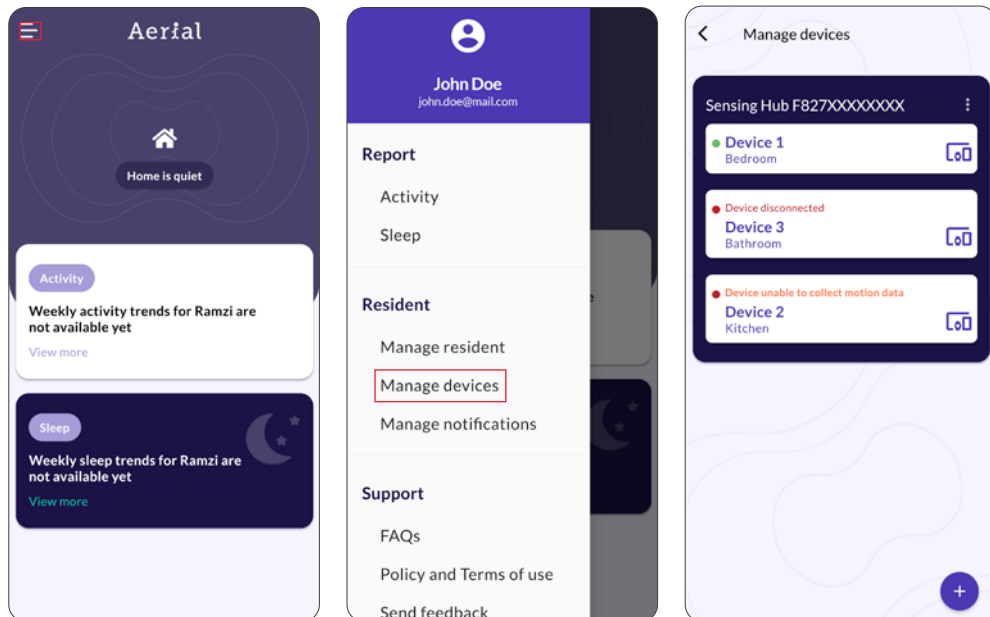 Aerial
Home is quiet
Activity
Weekly activity trends for Ramzi are
not available yet
View more
Sleep
Weekly sleep trends for Ramzi are
not available yet
View more
John Doe
john.doe@mail.com
Report
Activity
Sleep
Resident
Manage resident
Manage devices
Manage notifications
Support
FAQs
Policy and Terms of use
Send feedback
e
Manage devices
Sensing Hub F827XXXXXXXX
Device 1
Bedroom
Device disconnected
Device 3
Bathroom
Device unable to collect motion data
Device 2
Kitchen